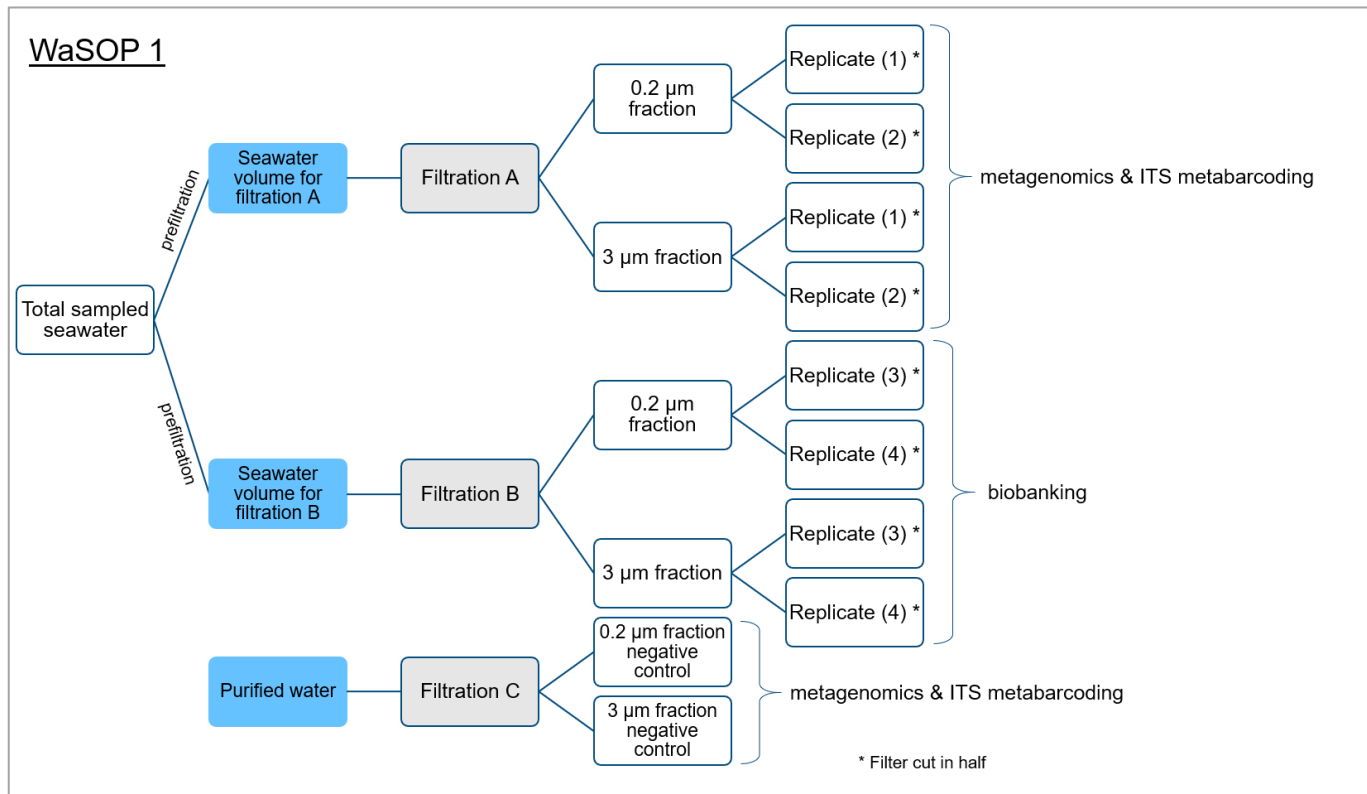 WaSOP 1
Total sampled
seawater
prefiltration
prefiltration
Seawater
volume for
filtration A
Filtration A
0.2 µm
fraction
Replicate (1) *
Replicate (2) *
3 µm fraction
Replicate (1) *
Replicate (2) *
metagenomics & ITS metabarcoding
Seawater
volume for
filtration B
Filtration B
0.2 µm
fraction
Replicate (3) *
Replicate (4) *
3 µm fraction
Replicate (3) *
Replicate (4) *
biobanking
Purified water
Filtration C
0.2 µm fraction
negative
control
3 µm fraction
negative
control
metagenomics & ITS metabarcoding
* Filter cut in half